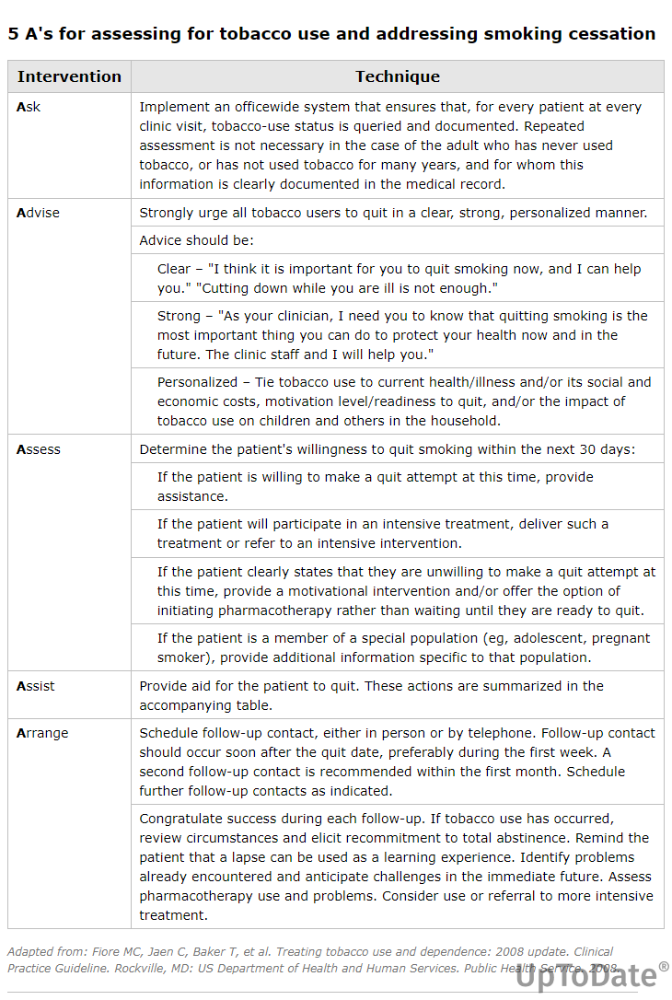 5 A's for assessing for tobacco use and addressing smoking cessation
Intervention
Technique
Ask
Implement an officewide system that ensures that, for every patient at every
clinic visit, tobacco-use status is queried and documented. Repeated
assessment is not necessary in the case of the adult who has never used
tobacco, or has not used tobacco for many years, and for whom this
information is clearly documented in the medical record.
Advise
Strongly urge all tobacco users to quit in a clear, strong, personalized manner.
Advice should be:
Clear – "I think it is important for you to quit smoking now, and I can help
you." "Cutting down while you are ill is not enough."
Strong – "As your clinician, I need you to know that quitting smoking is the
most important thing you can do to protect your health now and in the
future. The clinic staff and I will help you."
Personalized – Tie tobacco use to current health/illness and/or its social and
economic costs, motivation level/readiness to quit, and/or the impact of
tobacco use on children and others in the household.
Assess
Determine the patient's willingness to quit smoking within the next 30 days:
If the patient is willing to make a quit attempt at this time, provide
assistance.
If the patient will participate in an intensive treatment, deliver such a
treatment or refer to an intensive intervention.
If the patient clearly states that they are unwilling to make a quit attempt at
this time, provide a motivational intervention and/or offer the option of
initiating pharmacotherapy rather than waiting until they are ready to quit.
If the patient is a member of a special population (eg, adolescent, pregnant
smoker), provide additional information specific to that population.
Assist
Provide aid for the patient to quit. These actions are summarized in the
accompanying table.
Arrange
Schedule follow-up contact, either in person or by telephone. Follow-up contact
should occur soon after the quit date, preferably during the first week. A
second follow-up contact is recommended within the first month. Schedule
further follow-up contacts as indicated.
Congratulate success during each follow-up. If tobacco use has occurred,
review circumstances and elicit recommitment to total abstinence. Remind the
patient that a lapse can be used as a learning experience. Identify problems
already encountered and anticipate challenges in the immediate future. Assess
pharmacotherapy use and problems. Consider use or referral to more intensive
treatment.
Adapted from: Fiore MC, Jaen C, Baker T, et al. Treating tobacco use and dependence: 2008 update. Clinical
Practice Guideline. Rockville, MD: US Department of Health and Human Services. Public Health Service. 2008.
UpToDate®